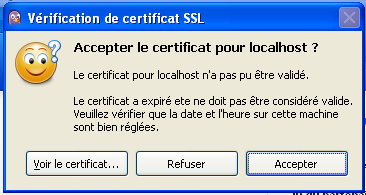 Vérification de certificat SSL
Accepter le certificat pour localhost ?
Le certificat pour localhost n'a pas pu être validé.
Le certificat a expiré ete ne doit pas être considéré valide.
Veuillez vérifier que la date et l'heure sur cette machine
sont bien réglées.
Voir le certificat...
Refuser
Accepter